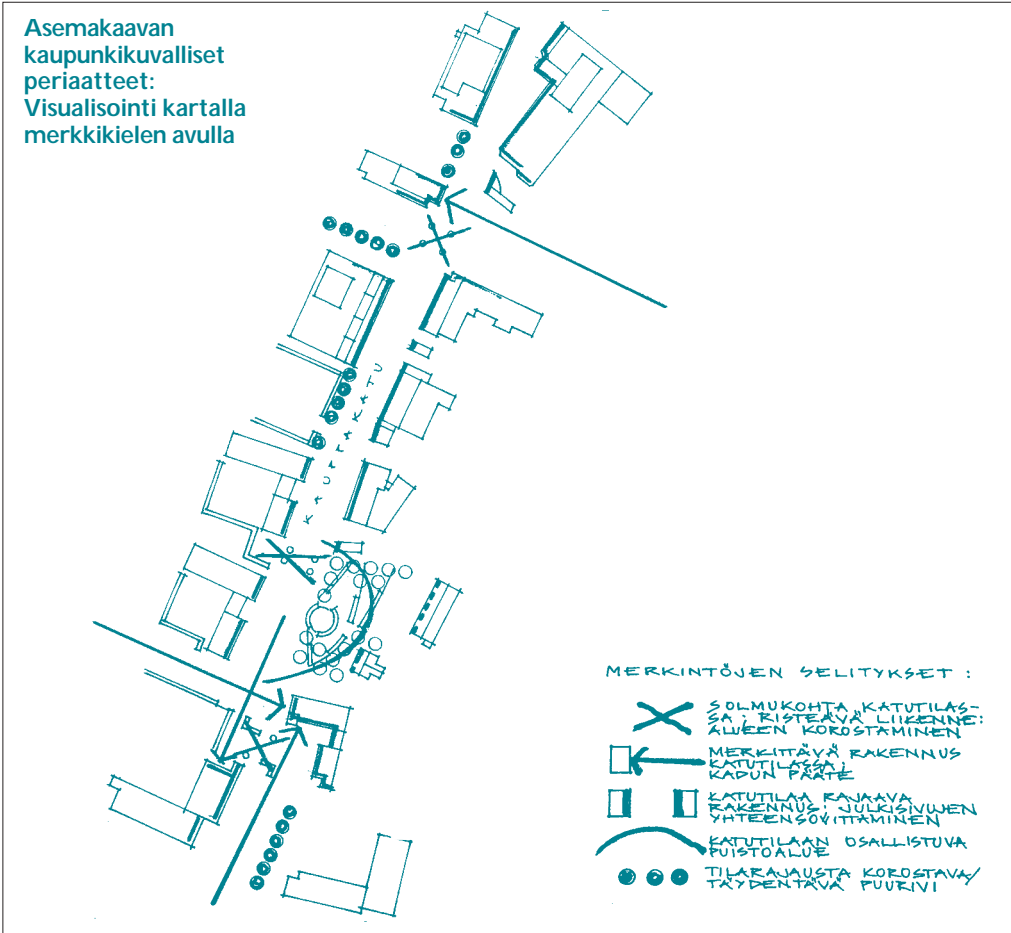 Asemakaavan
kaupunkikuvalliset
periaatteet:
Visualisointi kartalla
merkkikielen avulla
KAUPPAKATU
MERKINTÖJEN SELITYKSET :
SOLMUKOHTA KATUTILAS-
SA; RISTEÄVÄ LIIKENNE:
ALUEEN KOROSTAMINEN
MERKITTÄVÄ RAKENNUS
KATUTILASSA;
KADUN PÄÄTE
KATUTILAA RAJAAVA
RAKENNUS: JULKISIVUJEN
YHTEENSOVITTAMINEN
KATUTILAAN OSALLISTUVA
PUISTOALUE
TILARAJAUSTA KOROSTAVA/
TÄYDENTÄVÄ PUURIVI